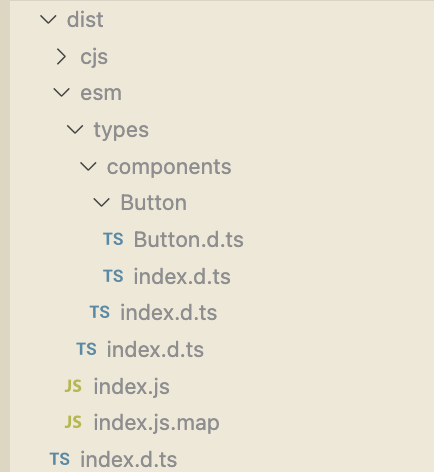 dist
cjs
esm
types
components
Button
TS Button.d.ts
TS index.d.ts
TS index.d.ts
TS index.d.ts
JS index.js
JS index.js.map
TS index.d.ts